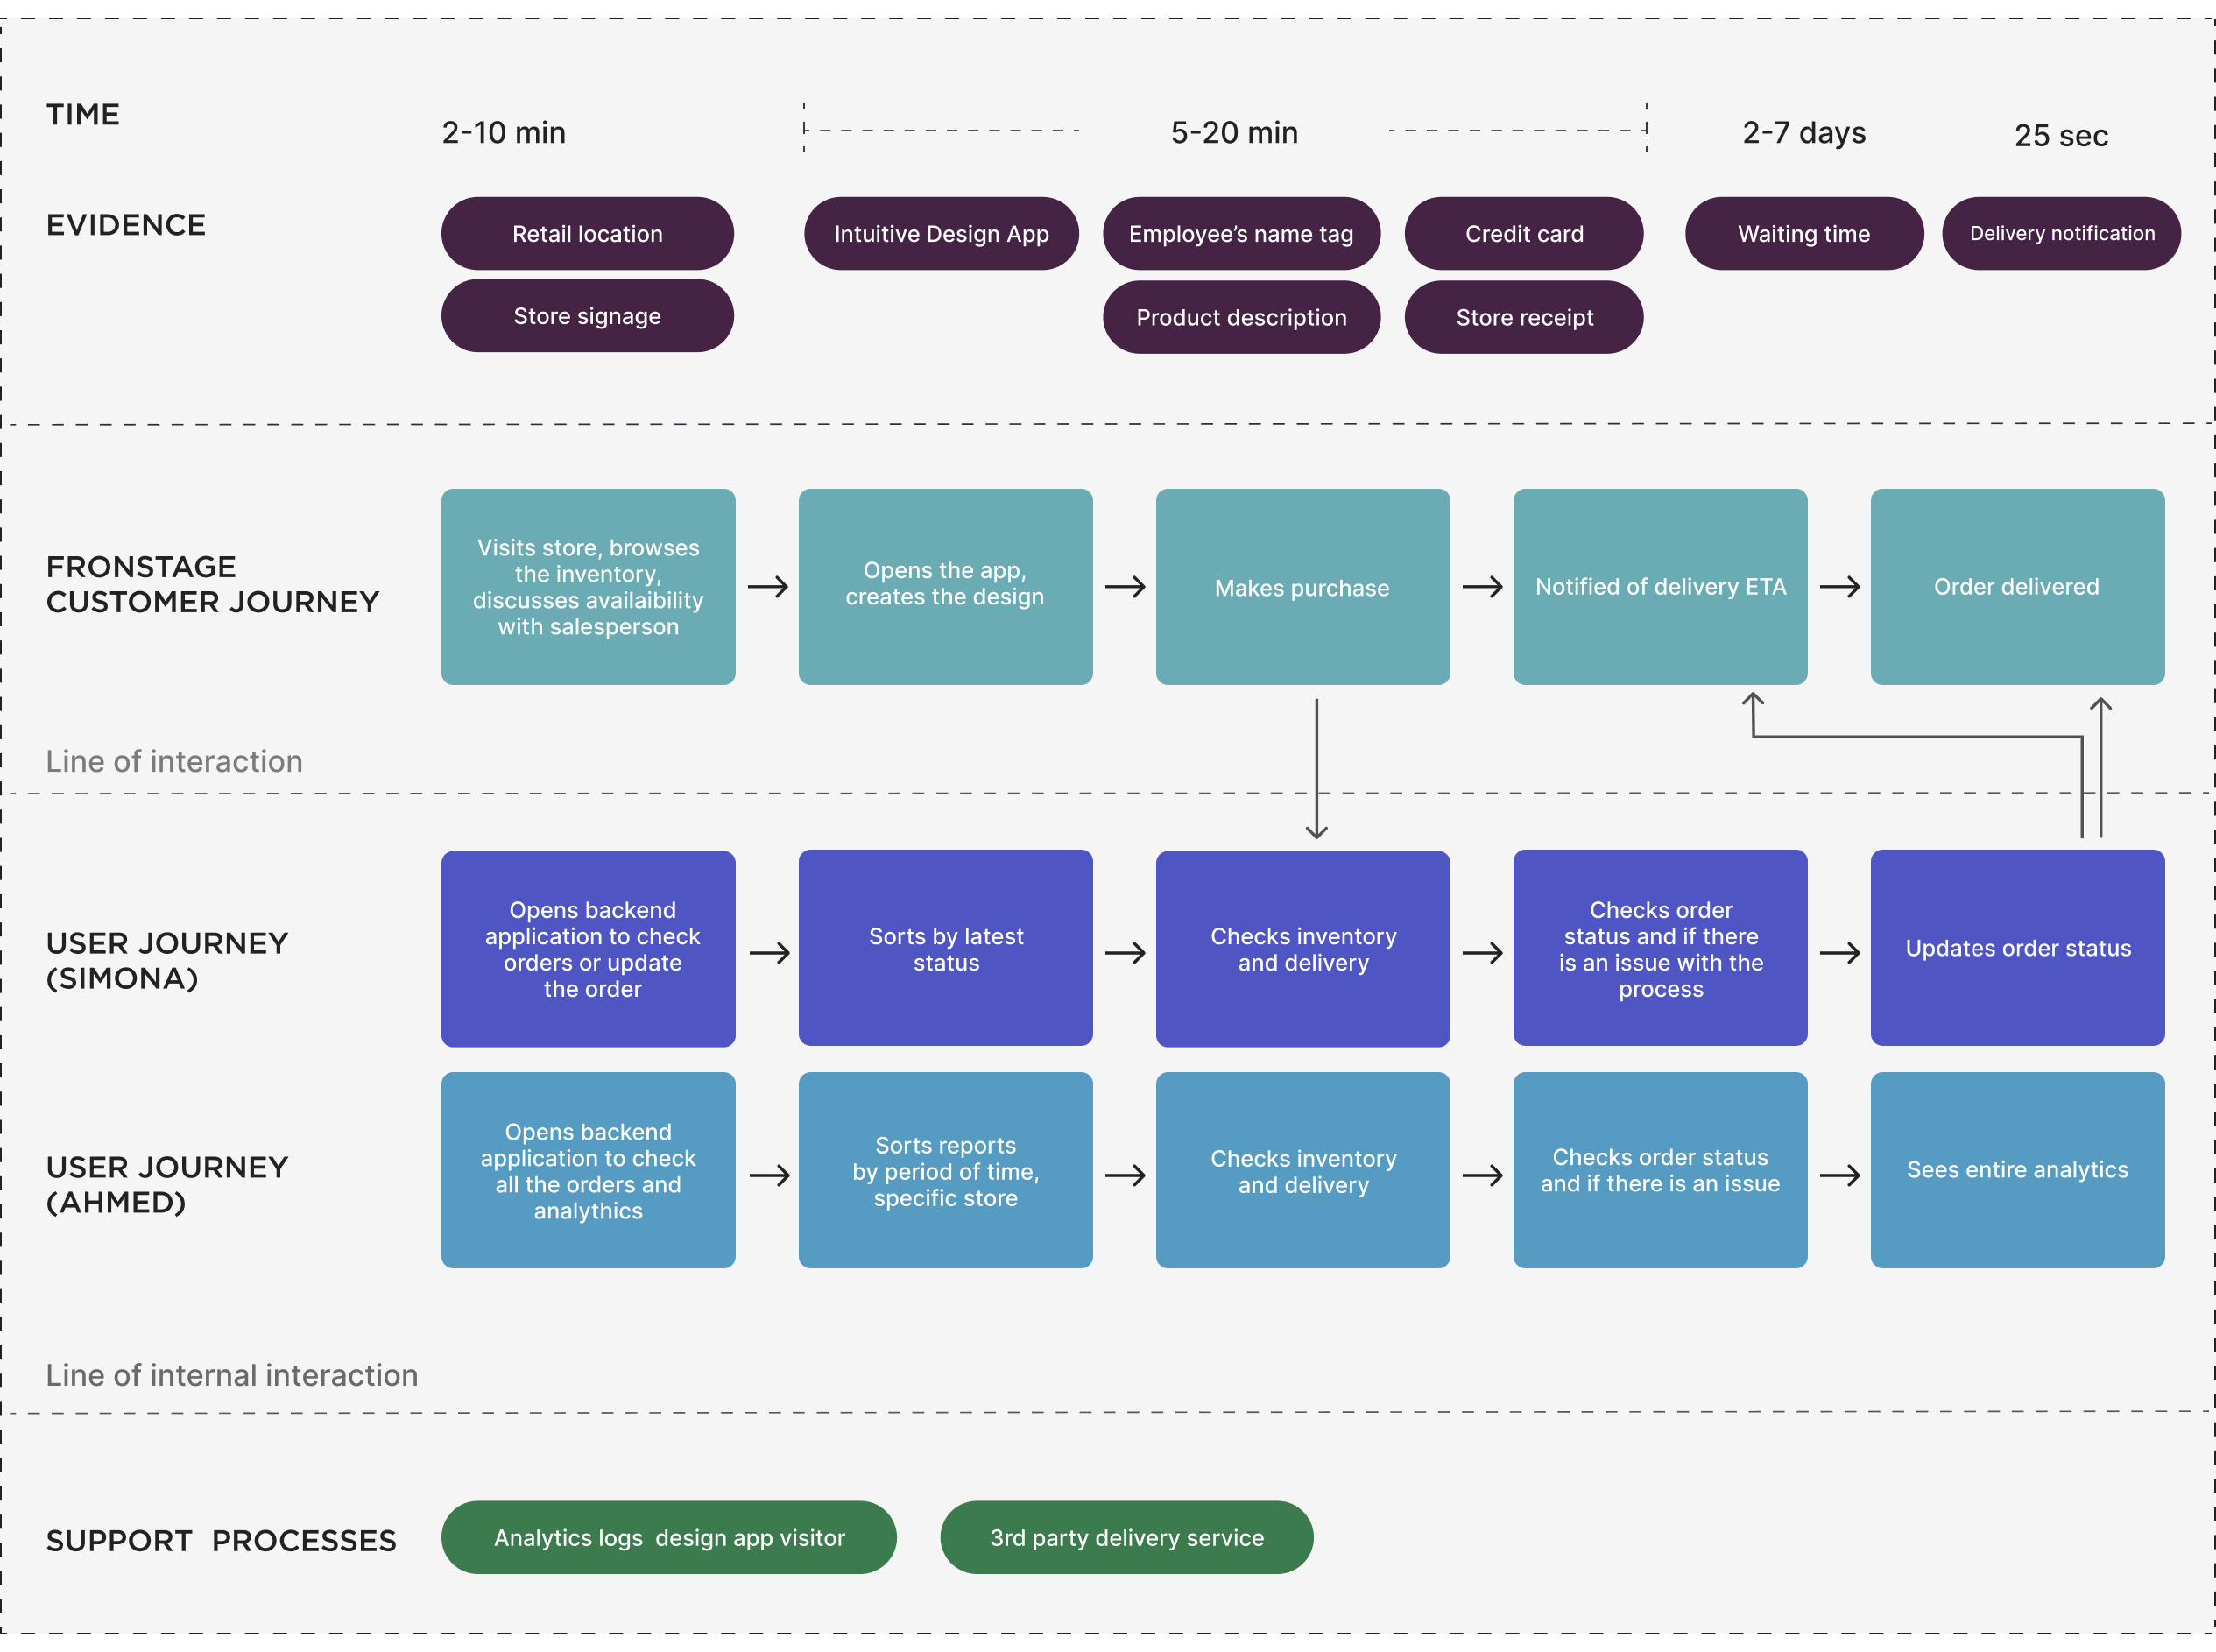 TIME
2-10 min
5-20 min
2-7 days
25 sec
EVIDENCE
Retail location
Intuitive Design App
Employee’s name tag
Credit card
Waiting time
Delivery notification
Store signage
Product description
Store receipt
FRONSTAGE
CUSTOMER JOURNEY
Visits store, browses
the inventory,
discusses availaibility
with salesperson
Opens the app,
creates the design
Makes purchase
Notified of delivery ETA
Order delivered
Line of interaction
USER JOURNEY
(SIMONA)
Opens backend
application to check
orders or update
the order
Sorts by latest
status
Checks inventory
and delivery
Checks order
status and if there
is an issue with the
process
Updates order status
USER JOURNEY
(AHMED)
Opens backend
application to check
all the orders and
analythics
Sorts reports
by period of time,
specific store
Checks inventory
and delivery
Checks order status
and if there is an issue
Sees entire analytics
Line of internal interaction
SUPPORT PROCESSES
Analytics logs design app visitor
3rd party delivery service